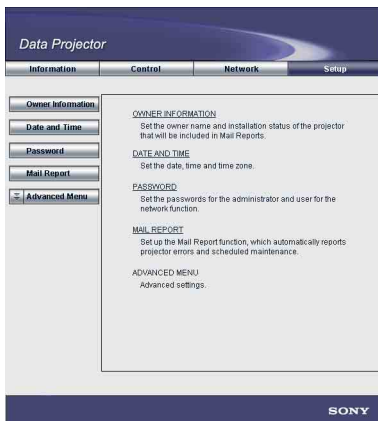 Data Projector
Information Control Network Setup
Owner Information
Date and Time
Password
Mail Report
Advanced Menu
OWNER INFORMATION
Set the owner name and installation status of the projector
that will be included in Mail Reports.
DATE AND TIME
Set the date, time and time zone.
PASSWORD
Set the passwords for the administrator and user for the
network function.
MAIL REPORT
Set up the Mail Report function, which automatically reports
projector errors and scheduled maintenance.
ADVANCED MENU
Advanced settings.
SONY